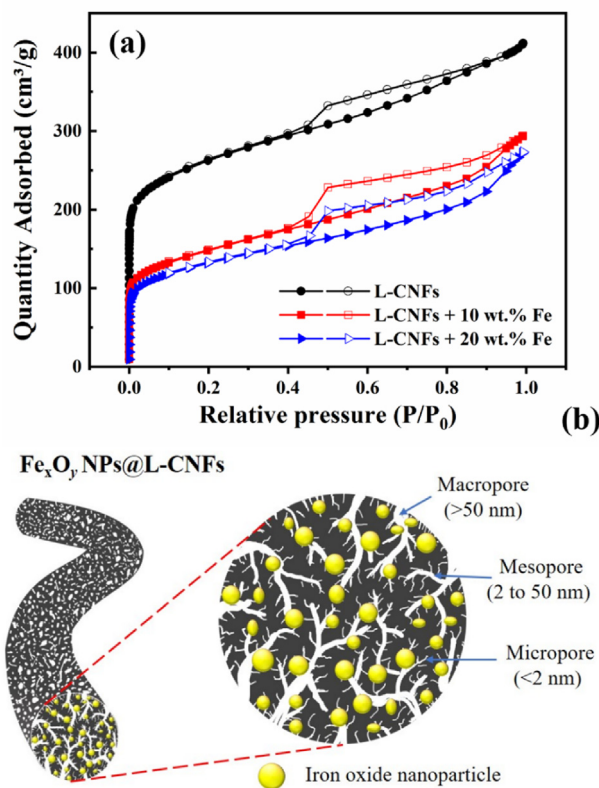 (a)
Quantity Adsorbed (cm³/g)
400
300
200
100
0
L-CNFs
L-CNFs + 10 wt.% Fe
L-CNFs + 20 wt.% Fe
0.0 0.2 0.4 0.6 0.8 1.0
Relative pressure (P/P₀)
(b)
FeₓOᵧ NPs@L-CNFs
Macropore
(>50 nm)
Mesopore
(2 to 50 nm)
Micropore
(<2 nm)
Iron oxide nanoparticle